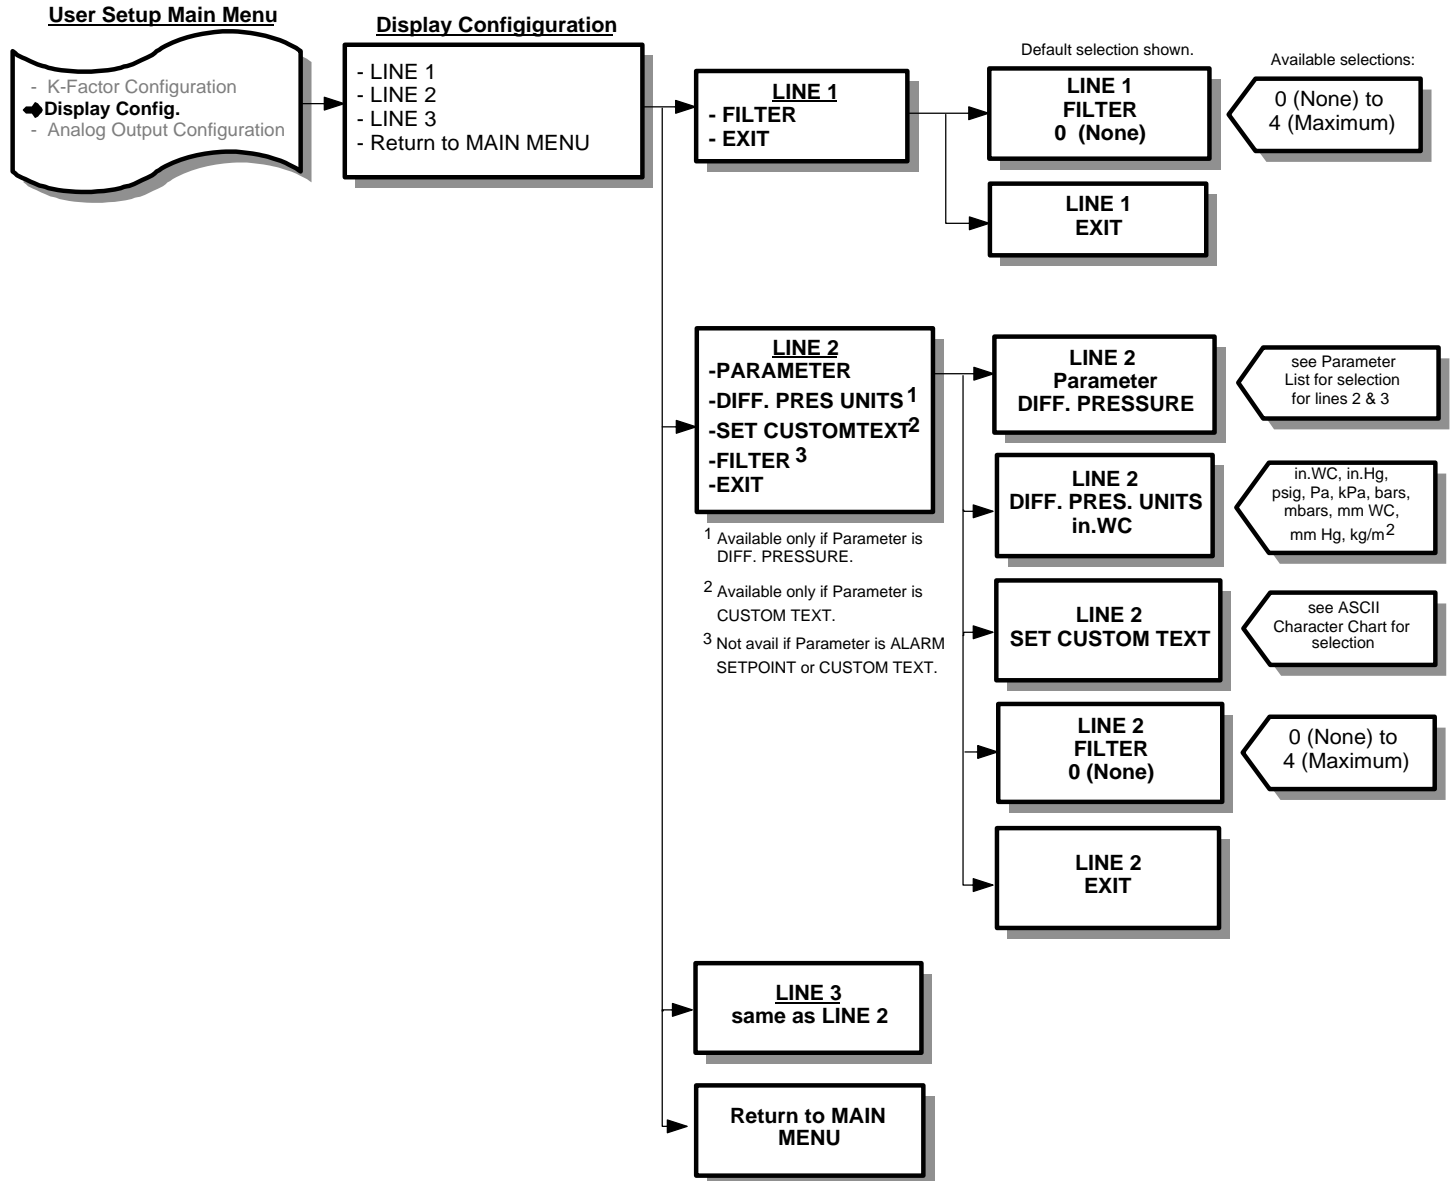 User Setup Main Menu
- K-Factor Configuration
Display Config.
- Analog Output Configuration
Display Configiguration
- LINE 1
- LINE 2
- LINE 3
- Return to MAIN MENU
LINE 1
- FILTER
- EXIT
Default selection shown.
LINE 1
FILTER
0 (None)
Available selections:
0 (None) to
4 (Maximum)
LINE 1
EXIT
LINE 2
-PARAMETER
-DIFF. PRES UNITS 1
-SET CUSTOMTEXT2
-FILTER 3
-EXIT
1 Available only if Parameter is
DIFF. PRESSURE.
2 Available only if Parameter is
CUSTOM TEXT.
3 Not avail if Parameter is ALARM
SETPOINT or CUSTOM TEXT.
LINE 2
Parameter
DIFF. PRESSURE
see Parameter
List for selection
for lines 2 & 3
LINE 2
DIFF. PRES. UNITS
in.WC
in.WC, in.Hg,
psig, Pa, kPa, bars,
mbars, mm WC,
mm Hg, kg/m2
LINE 2
SET CUSTOM TEXT
see ASCII
Character Chart for
selection
LINE 2
FILTER
0 (None)
0 (None) to
4 (Maximum)
LINE 2
EXIT
LINE 3
same as LINE 2
Return to MAIN
MENU